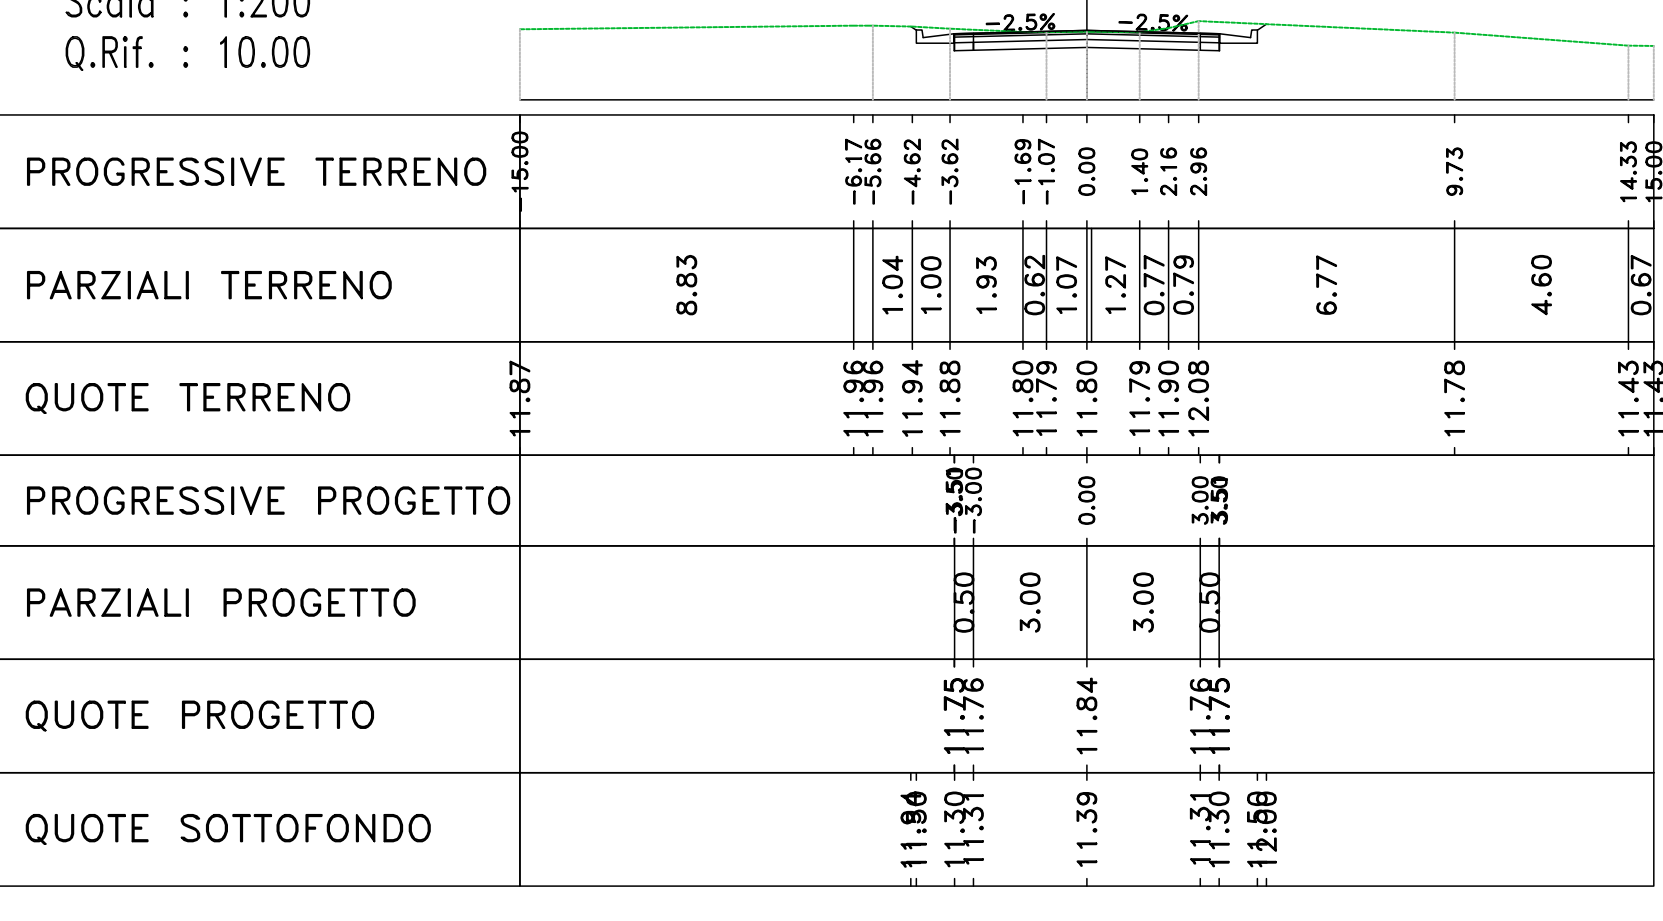 Scala : 1:200
Q.Rif. : 10.00
−2.5% −2.5%
PROGRESSIVE TERRENO −15.00 −6.17 −5.66 −4.62 −3.62 −1.69 −1.07 0.00 1.40 2.16 2.96 9.73 14.33 15.00
PARZIALI TERRENO 8.83 1.04 1.00 1.93 0.62 1.07 1.27 0.77 0.79 6.77 4.60 0.67
QUOTE TERRENO 11.87 11.96 11.96 11.94 11.88 11.80 11.79 11.80 11.79 11.90 12.08 11.78 11.43 11.43
PROGRESSIVE PROGETTO −3.00 0.00 3.00
PARZIALI PROGETTO 0.50 3.00 3.00 0.50
QUOTE PROGETTO 11.75 11.76 11.84 11.76 11.75
QUOTE SOTTOFONDO 11.30 11.31 11.39 11.31 11.30 11.50 12.00